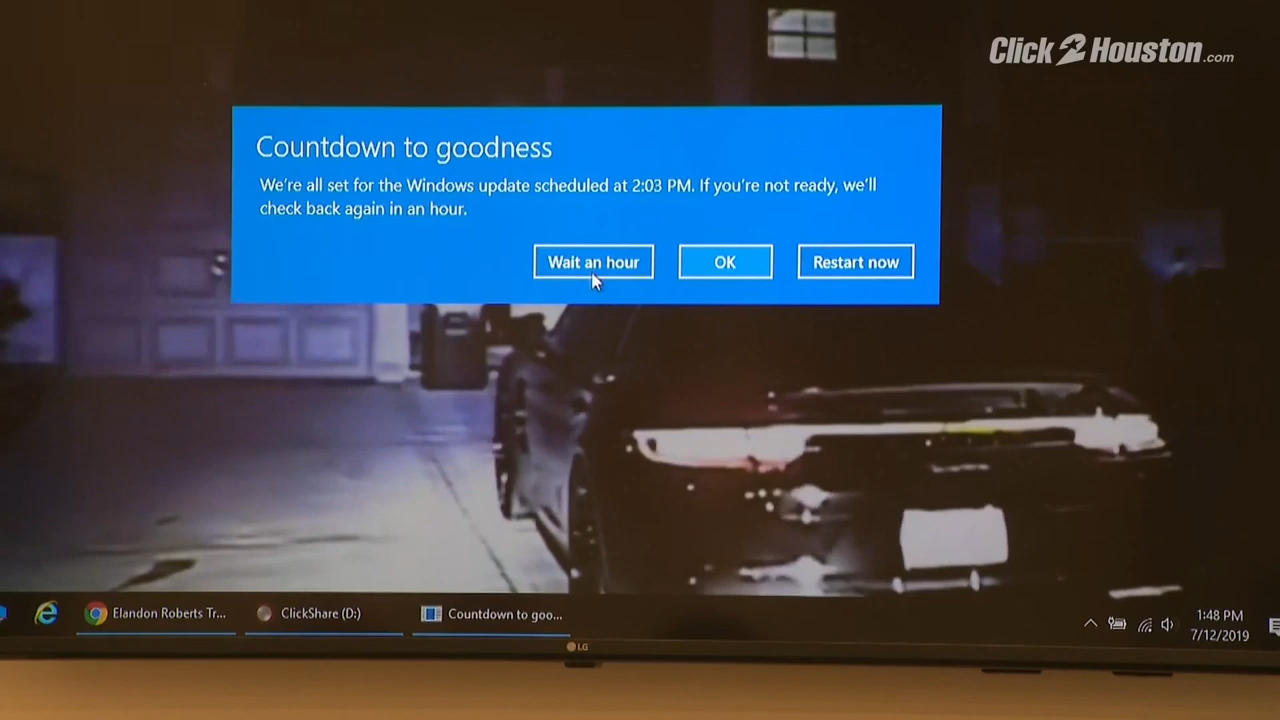 Click2Houston.com
Countdown to goodness
We're all set for the Windows update scheduled at 2:03 PM. If you're not ready, we'll
check back again in an hour.
Wait an hour
OK
Restart now
Elandon Roberts Tr...
ClickShare (D:)
Countdown to goo...
1:48 PM
7/12/2019
LG